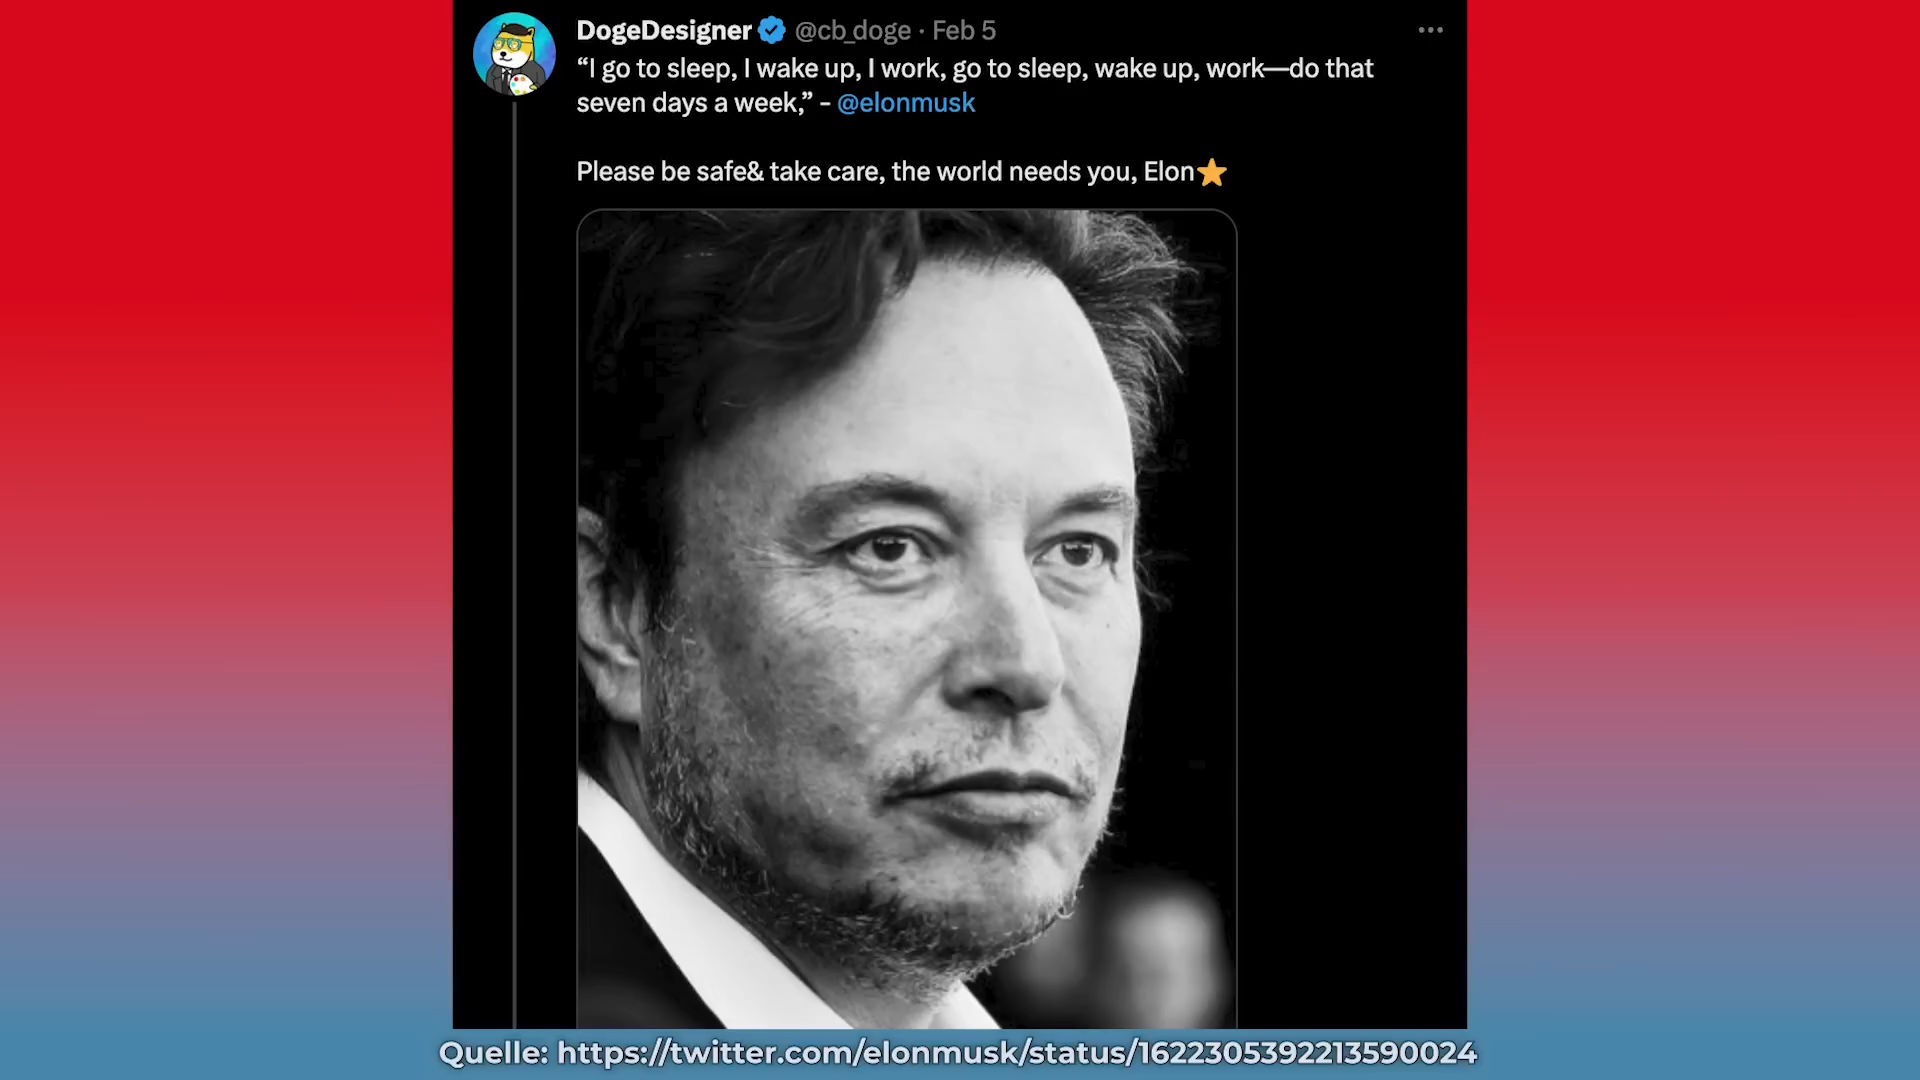 DogeDesigner @cb_doge · Feb 5
“I go to sleep, I wake up, I work, go to sleep, wake up, work—do that
seven days a week,” - @elonmusk
Please be safe& take care, the world needs you, Elon⭐
Quelle: https://twitter.com/elonmusk/status/1622305392213590024